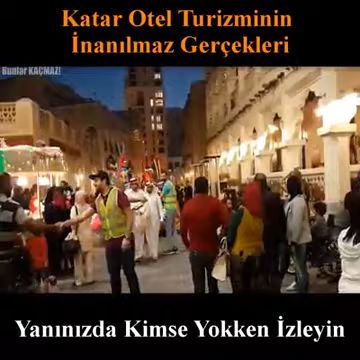 Katar Otel Turizminin
İnanılmaz Gerçekleri
Bunlar KAÇMAZ!
Yanınızda Kimse Yokken İzleyin